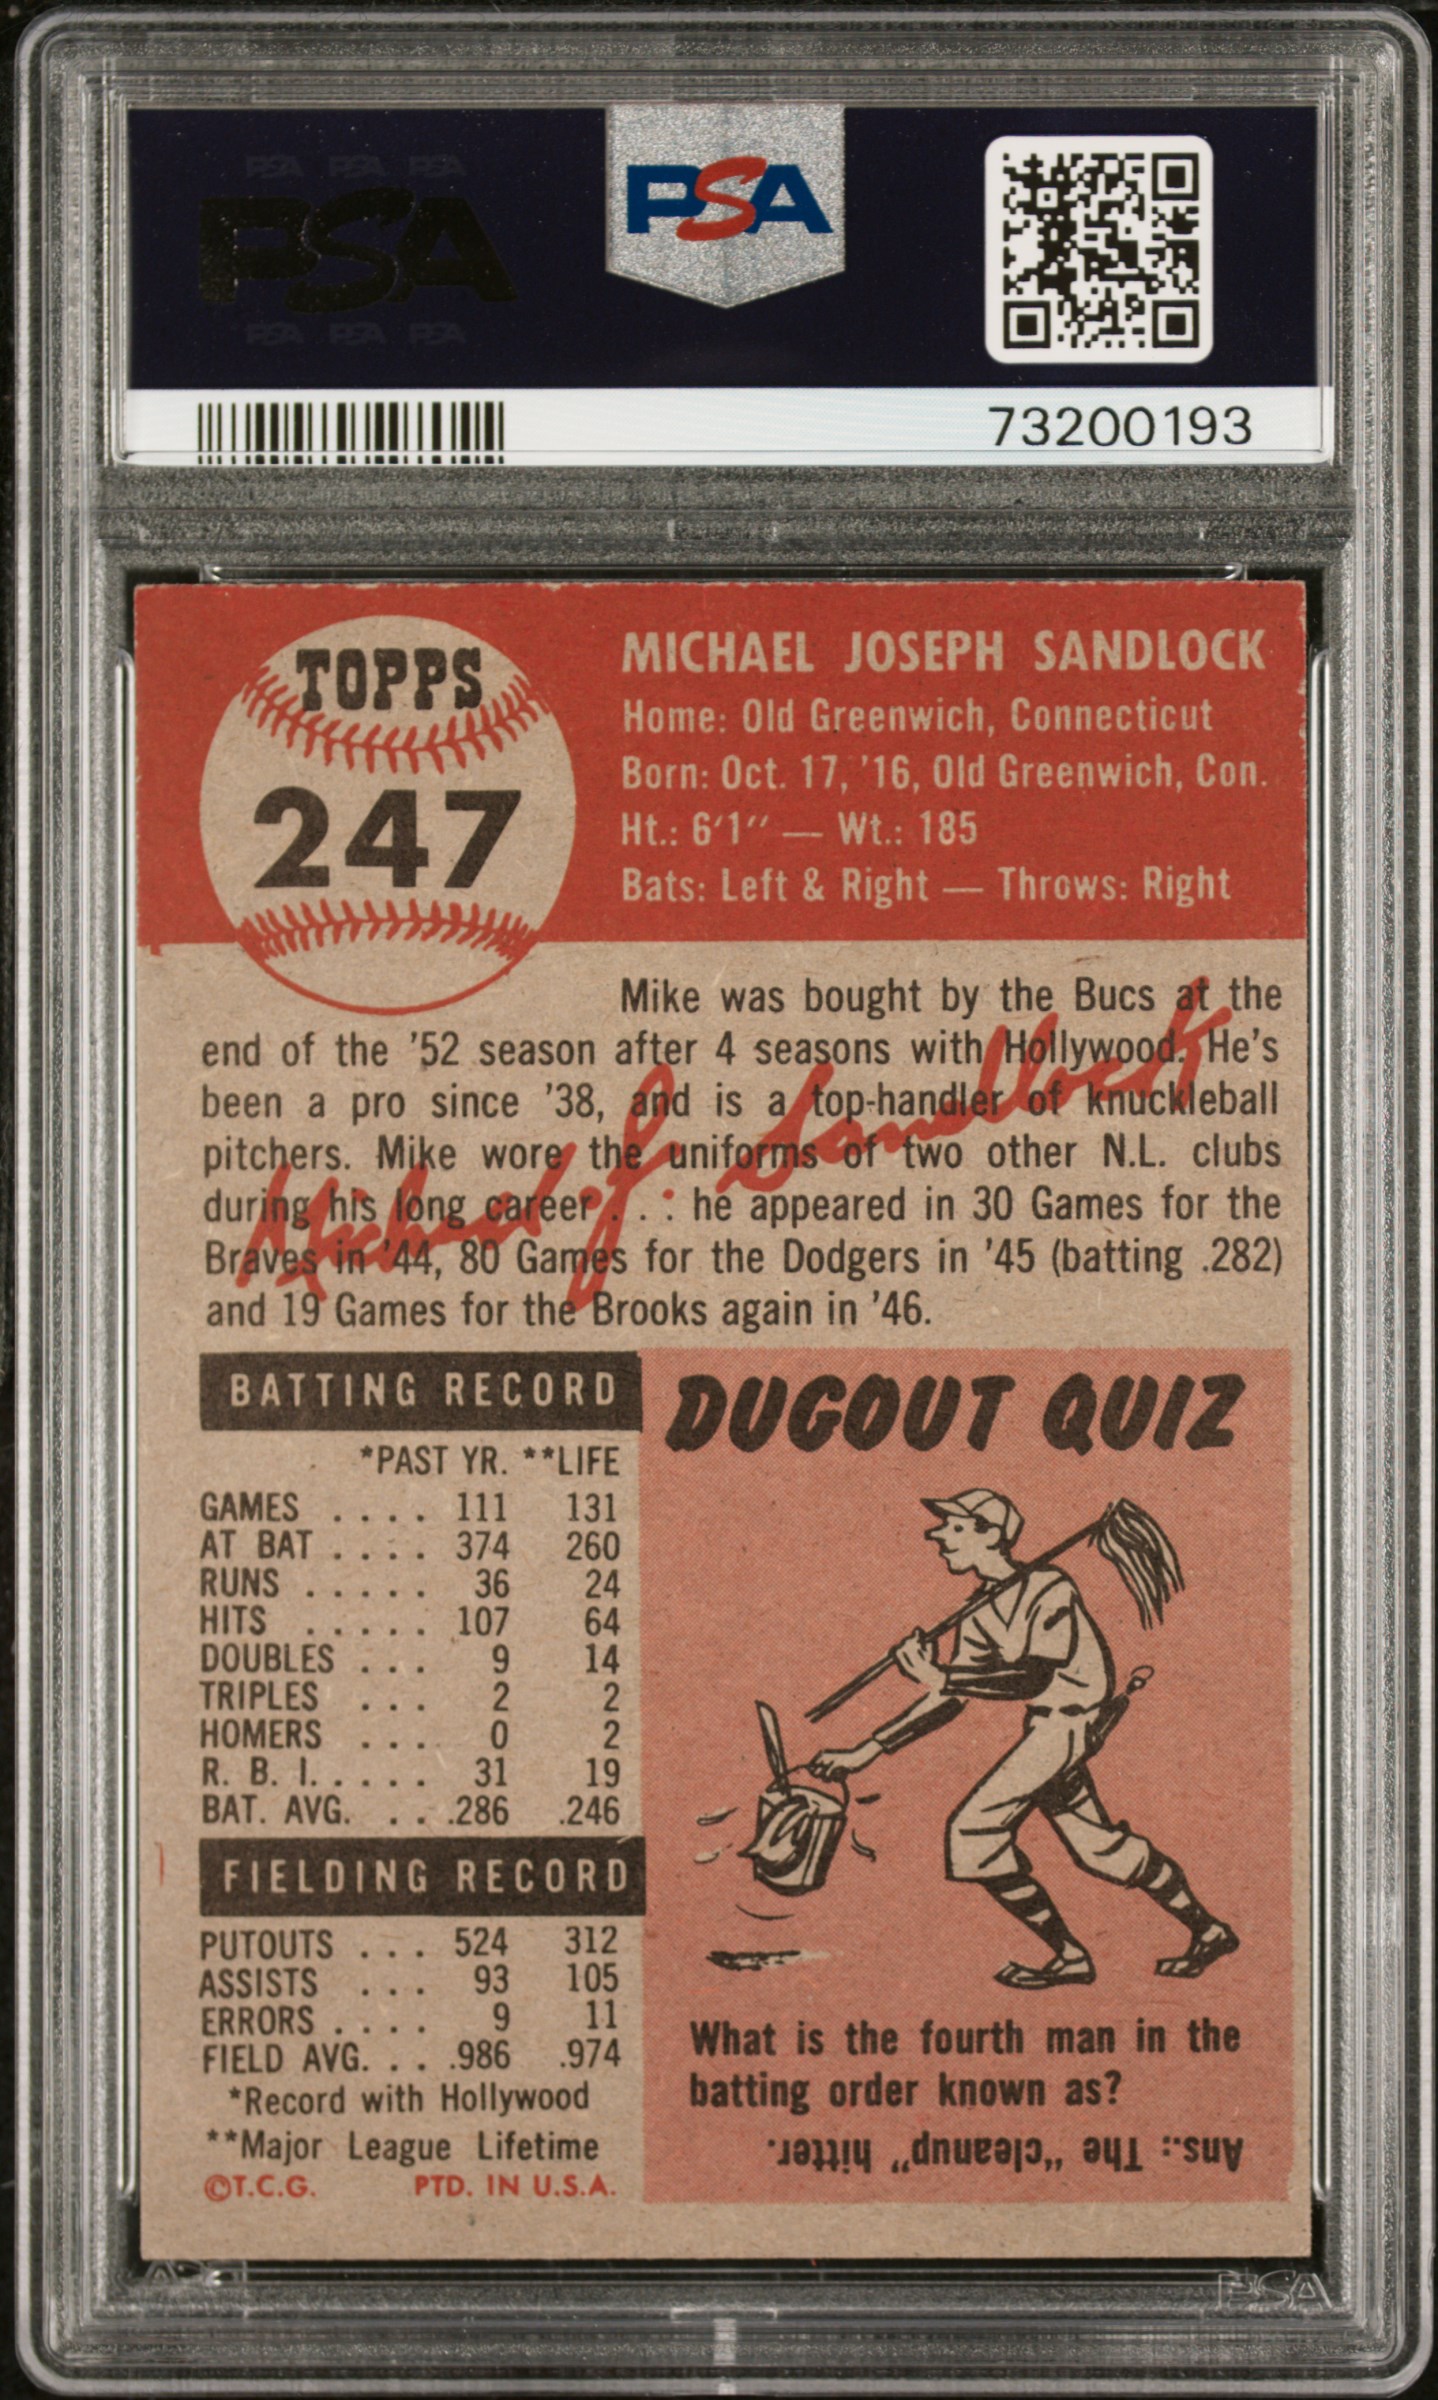 PSA PSA PSA
PSA
PSA PSA PSA
PSA
73200193
TOPPS
247
MICHAEL JOSEPH SANDLOCK
Home: Old Greenwich, Connecticut
Born: Oct. 17, '16, Old Greenwich, Con.
Ht.: 6'1" — Wt.: 185
Bats: Left & Right — Throws: Right
Mike was bought by the Bucs at the
end of the '52 season after 4 seasons with Hollywood. He's
been a pro since '38, and is a top-handler of knuckleball
pitchers. Mike wore the uniforms of two other N.L. clubs
during his long career . . . he appeared in 30 Games for the
Braves in '44, 80 Games for the Dodgers in '45 (batting .282)
and 19 Games for the Brooks again in '46.
Michael J. Sandlock
BATTING RECORD
*PAST YR. **LIFE
GAMES . . . . 111 131
AT BAT . . . . 374 260
RUNS . . . . . 36 24
HITS . . . . . 107 64
DOUBLES . . . 9 14
TRIPLES . . . 2 2
HOMERS . . . 0 2
R. B. I. . . . . 31 19
BAT. AVG. . . . .286 .246
FIELDING RECORD
PUTOUTS . . . 524 312
ASSISTS . . . 93 105
ERRORS . . . . 9 11
FIELD AVG. . . . .986 .974
*Record with Hollywood
**Major League Lifetime
©T.C.G. PTD. IN U.S.A.
DUGOUT QUIZ
What is the fourth man in the
batting order known as?
Ans.: The "cleanup" hitter.
PSA